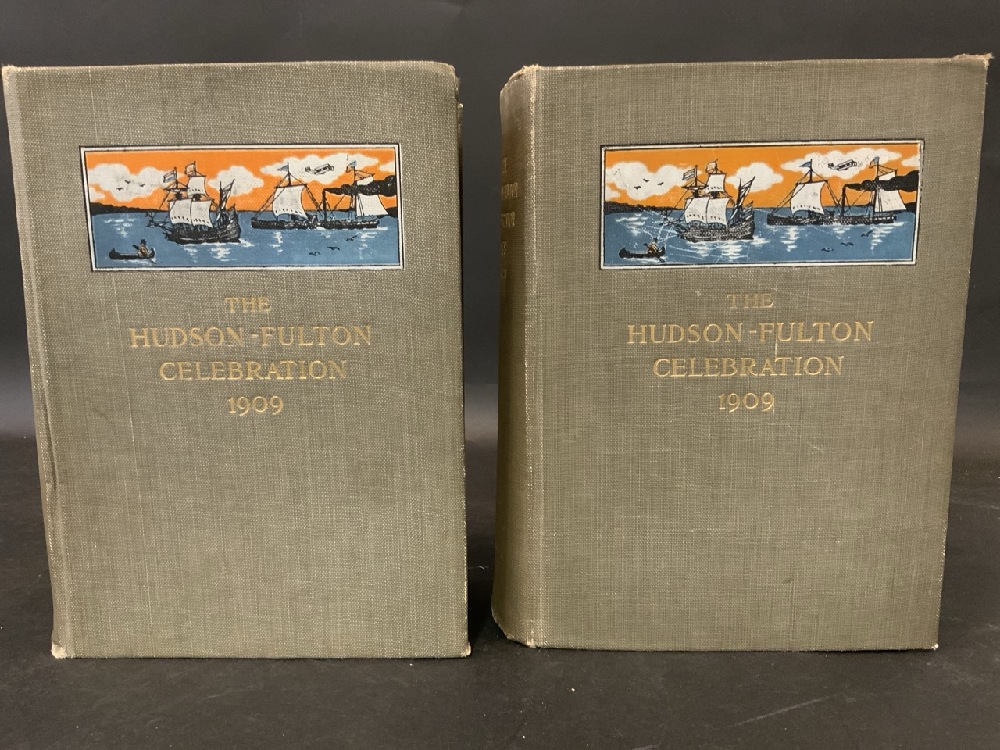 THE
HUDSON-FULTON
CELEBRATION
1909
THE
HUDSON-FULTON
CELEBRATION
1909